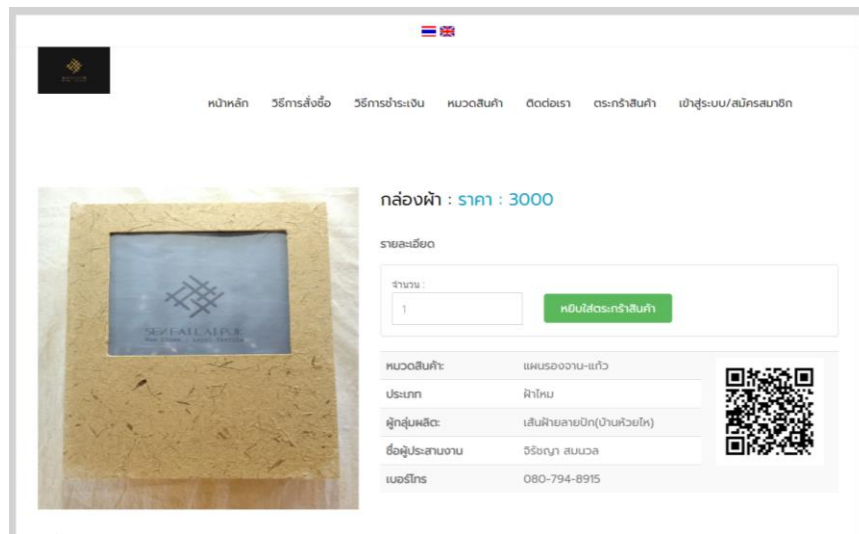 หน้าหลัก วิธีการสั่งซื้อ วิธีการชำระเงิน หมวดสินค้า ติดต่อเรา ตระกร้าสินค้า เข้าสู่ระบบ/สมัครสมาชิก
กล่องผ้า : ราคา : 3000
รายละเอียด
จำนวน :
1
หยิบใส่ตระกร้าสินค้า
SEN FAI LAI PUK
หมวดสินค้า: แผนรองจาน-แก้ว
ประเภท ผ้าไหม
ผู้กลุ่มผลิต: เส้นฝ้ายลายปัก(บ้านห้วยไห)
ชื่อผู้ประสานงาน วิรัชญา สมนวล
เบอร์โทร 080-794-8915